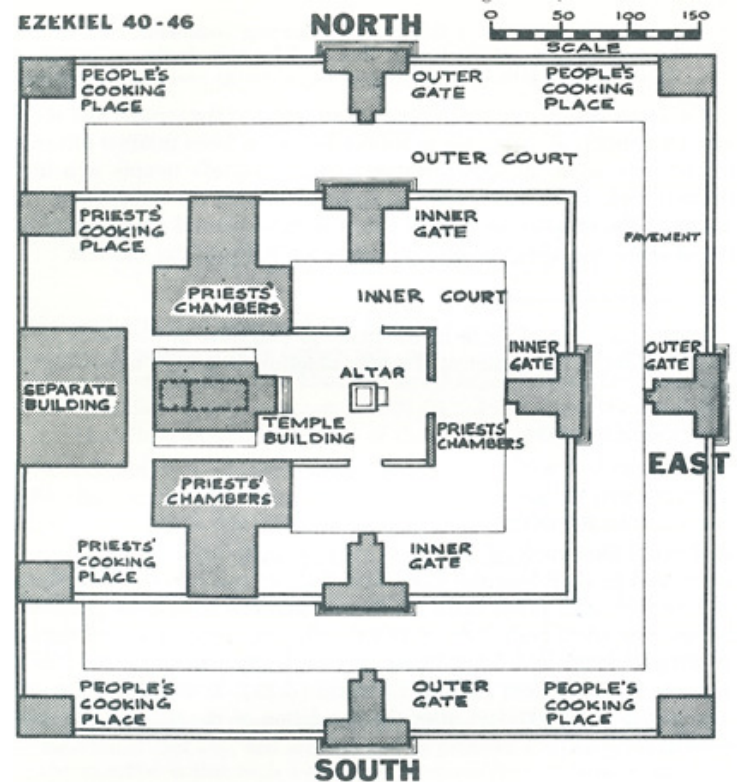 EZEKIEL 40-46
NORTH
0 50 100 150
SCALE
PEOPLE'S
COOKING
PLACE
OUTER
GATE
PEOPLE'S
COOKING
PLACE
OUTER COURT
PRIESTS'
COOKING
PLACE
INNER
GATE
PAVEMENT
PRIESTS'
CHAMBERS
INNER COURT
SEPARATE
BUILDING
ALTAR
INNER
GATE
OUTER
GATE
TEMPLE
BUILDING
PRIESTS'
CHAMBERS
EAST
PRIESTS'
CHAMBERS
PRIESTS'
COOKING
PLACE
INNER
GATE
PEOPLE'S
COOKING
PLACE
OUTER
GATE
PEOPLE'S
COOKING
PLACE
SOUTH